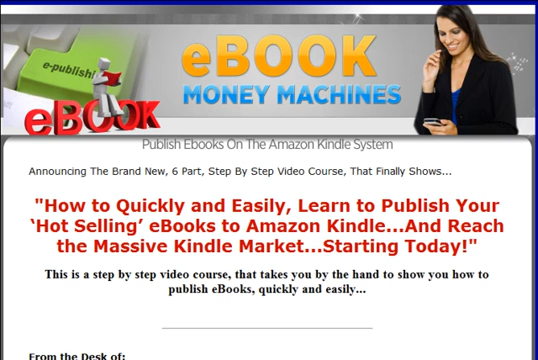 e-publish!
eBOOK
eBOOK
MONEY MACHINES
Publish Ebooks On The Amazon Kindle System
Announcing The Brand New, 6 Part, Step By Step Video Course, That Finally Shows...
"How to Quickly and Easily, Learn to Publish Your
‘Hot Selling’ eBooks to Amazon Kindle...And Reach
the Massive Kindle Market...Starting Today!"
This is a step by step video course, that takes you by the hand to show you how to
publish eBooks, quickly and easily...
From the Desk of: